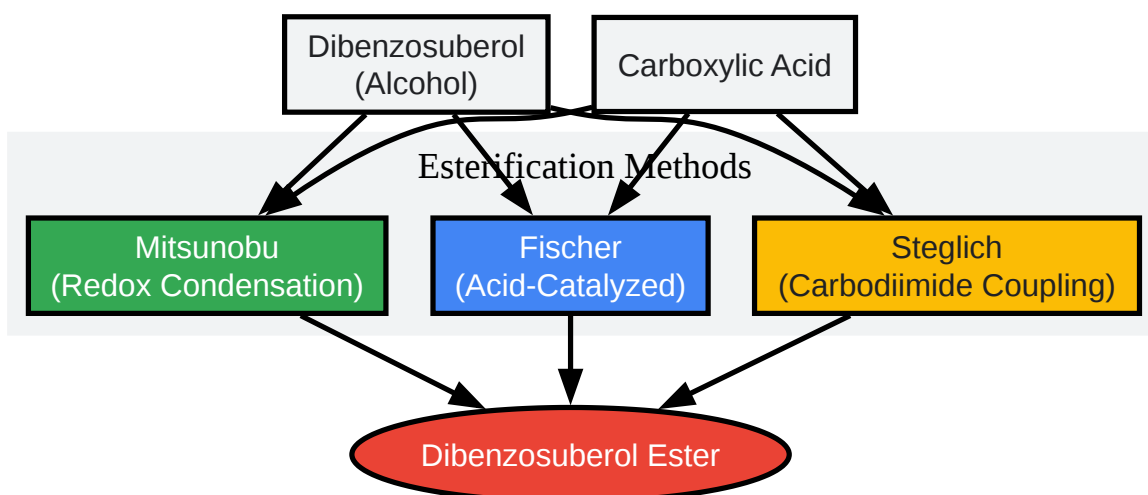 Dibenzosuberol
(Alcohol)
Carboxylic Acid
Esterification Methods
Mitsunobu
(Redox Condensation)
Fischer
(Acid-Catalyzed)
Steglich
(Carbodiimide Coupling)
Dibenzosuberol Ester